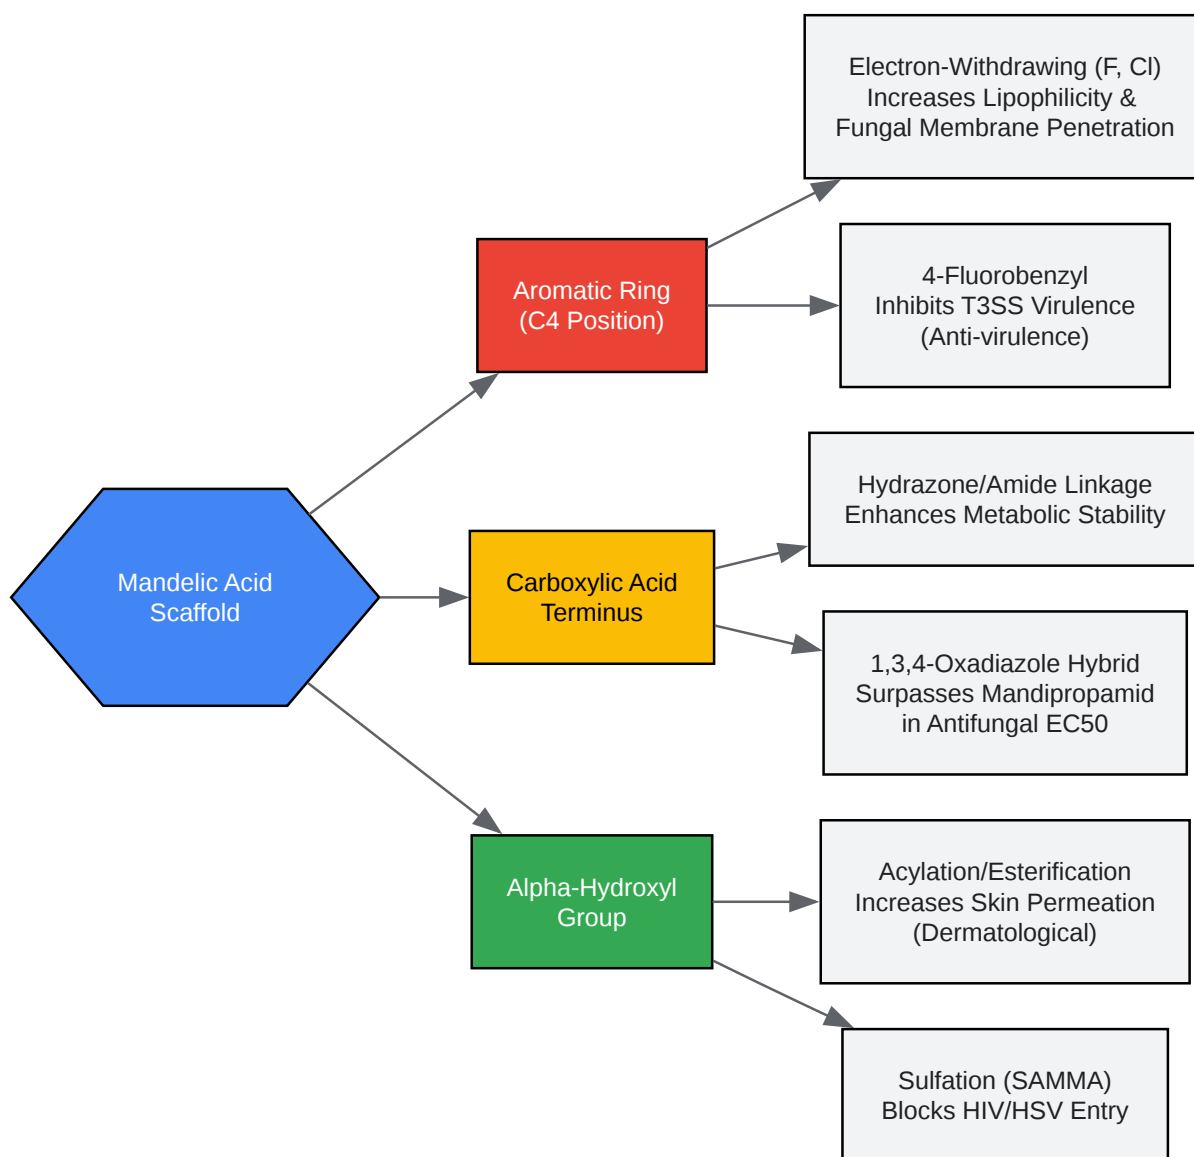 Mandelic Acid
Scaffold
Aromatic Ring
(C4 Position)
Electron-Withdrawing (F, Cl)
Increases Lipophilicity &
Fungal Membrane Penetration
4-Fluorobenzyl
Inhibits T3SS Virulence
(Anti-virulence)
Carboxylic Acid
Terminus
Hydrazone/Amide Linkage
Enhances Metabolic Stability
1,3,4-Oxadiazole Hybrid
Surpasses Mandipropamid
in Antifungal EC50
Alpha-Hydroxyl
Group
Acylation/Esterification
Increases Skin Permeation
(Dermatological)
Sulfation (SAMMA)
Blocks HIV/HSV Entry